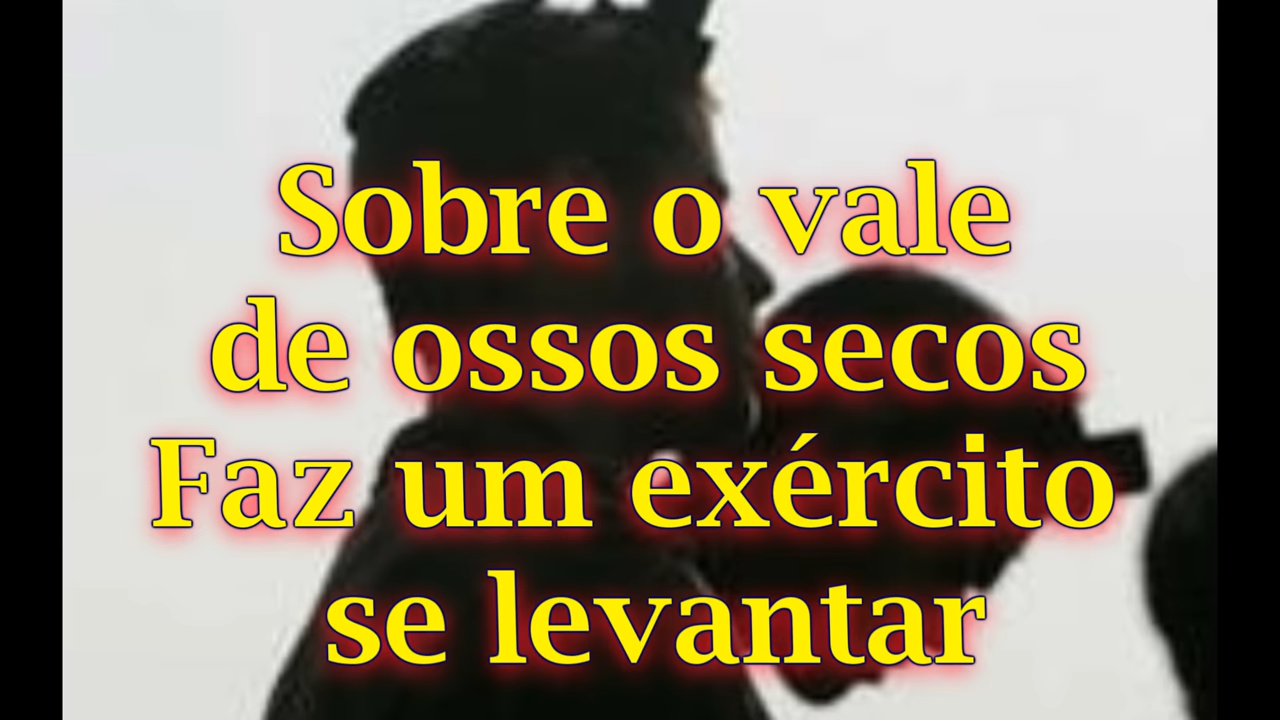 Sobre o vale
de ossos secos
Faz um exército
se levantar